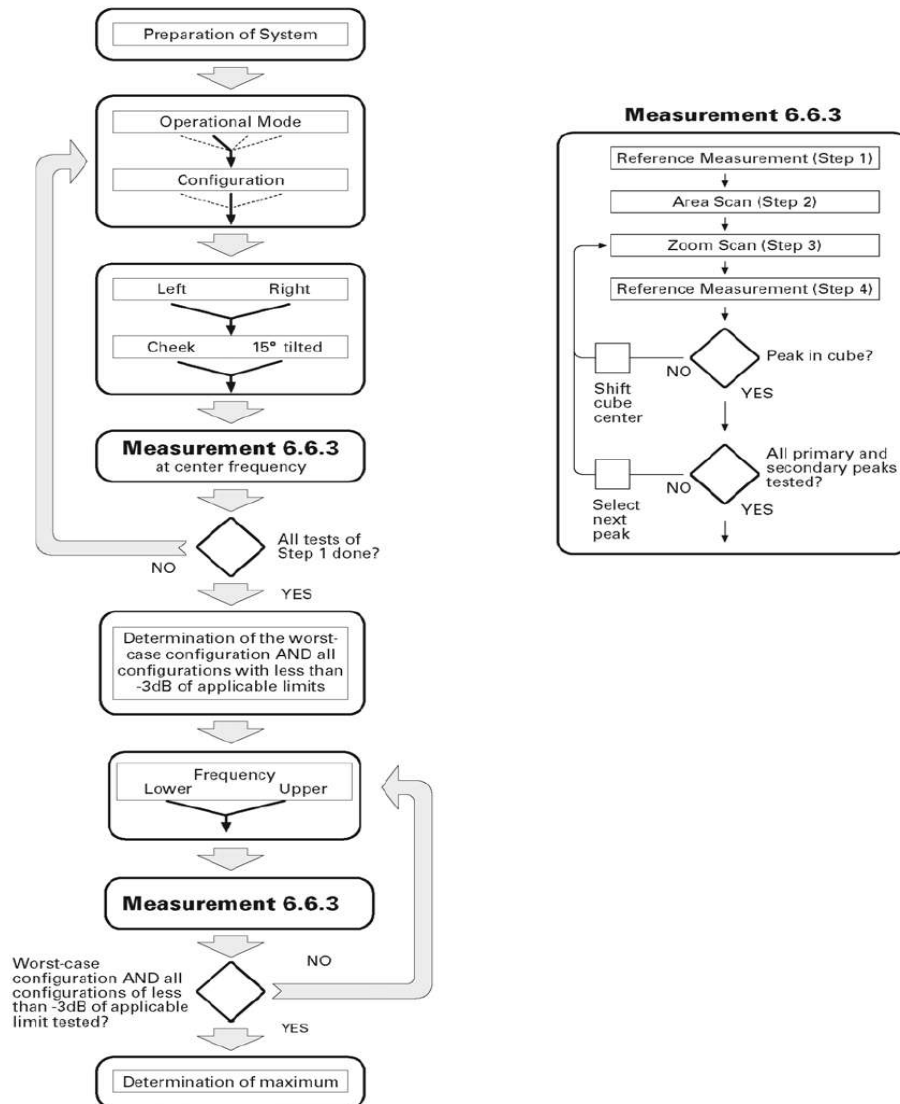 Preparation of System
Operational Mode
Configuration
Left Right
Cheek 15° tilted
Measurement 6.6.3
at center frequency
All tests of
Step 1 done?
NO
YES
Determination of the worst-
case configuration AND all
configurations with less than
-3dB of applicable limits
Frequency
Lower Upper
Measurement 6.6.3
Worst-case
configuration AND all
configurations of less
than -3dB of applicable
limit tested?
NO
YES
Determination of maximum
Measurement 6.6.3
Reference Measurement (Step 1)
Area Scan (Step 2)
Zoom Scan (Step 3)
Reference Measurement (Step 4)
Peak in cube?
NO
YES
Shift
cube
center
All primary and
secondary peaks
tested?
NO
YES
Select
next
peak